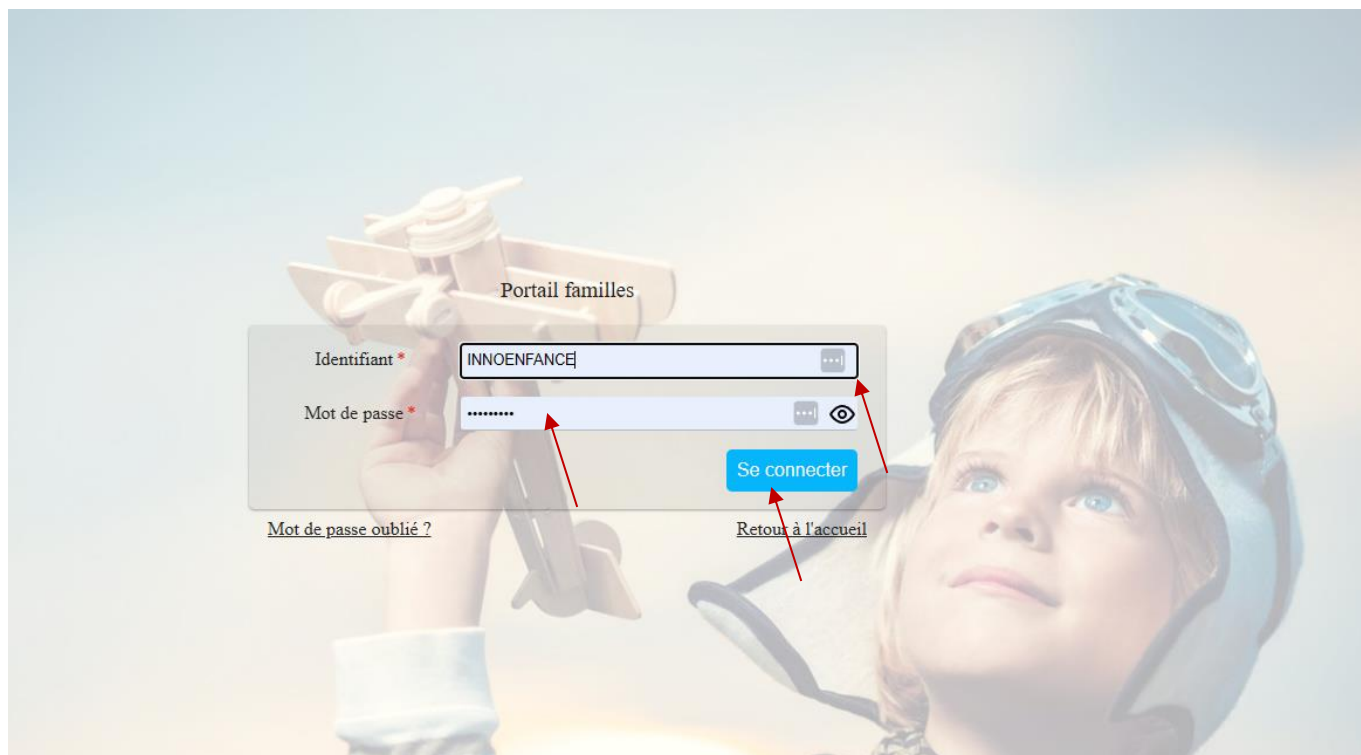 Portail familles
Identifiant * INNOENFANCE
Mot de passe * •••••••••
Se connecter
Mot de passe oublié ? Retour à l'accueil